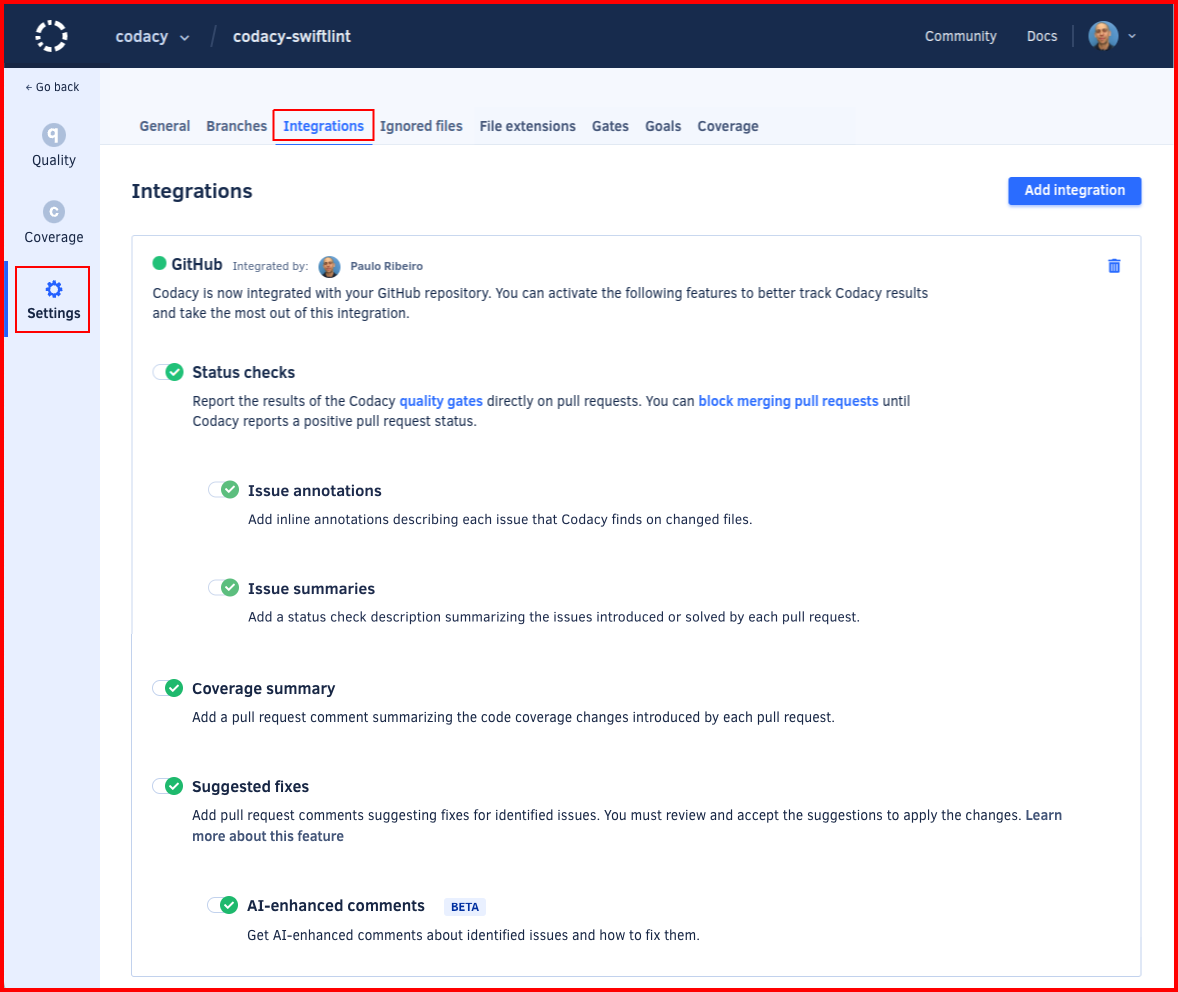 codacy / codacy-swiftlint Community Docs
← Go back
q
Quality
c
Coverage
Settings
General Branches Integrations Ignored files File extensions Gates Goals Coverage
Integrations
Add integration
GitHub Integrated by: Paulo Ribeiro
Codacy is now integrated with your GitHub repository. You can activate the following features to better track Codacy results
and take the most out of this integration.
Status checks
Report the results of the Codacy quality gates directly on pull requests. You can block merging pull requests until
Codacy reports a positive pull request status.
Issue annotations
Add inline annotations describing each issue that Codacy finds on changed files.
Issue summaries
Add a status check description summarizing the issues introduced or solved by each pull request.
Coverage summary
Add a pull request comment summarizing the code coverage changes introduced by each pull request.
Suggested fixes
Add pull request comments suggesting fixes for identified issues. You must review and accept the suggestions to apply the changes. Learn
more about this feature
AI-enhanced comments BETA
Get AI-enhanced comments about identified issues and how to fix them.